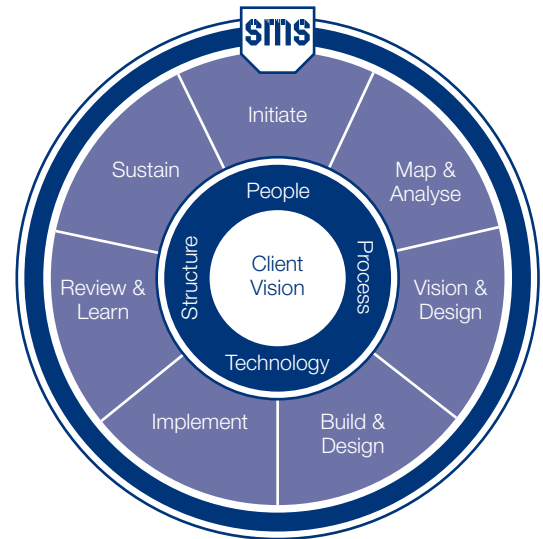 sms
Initiate
Map &
Analyse
Vision &
Design
Build &
Design
Implement
Review &
Learn
Sustain
People
Process
Technology
Structure
Client
Vision